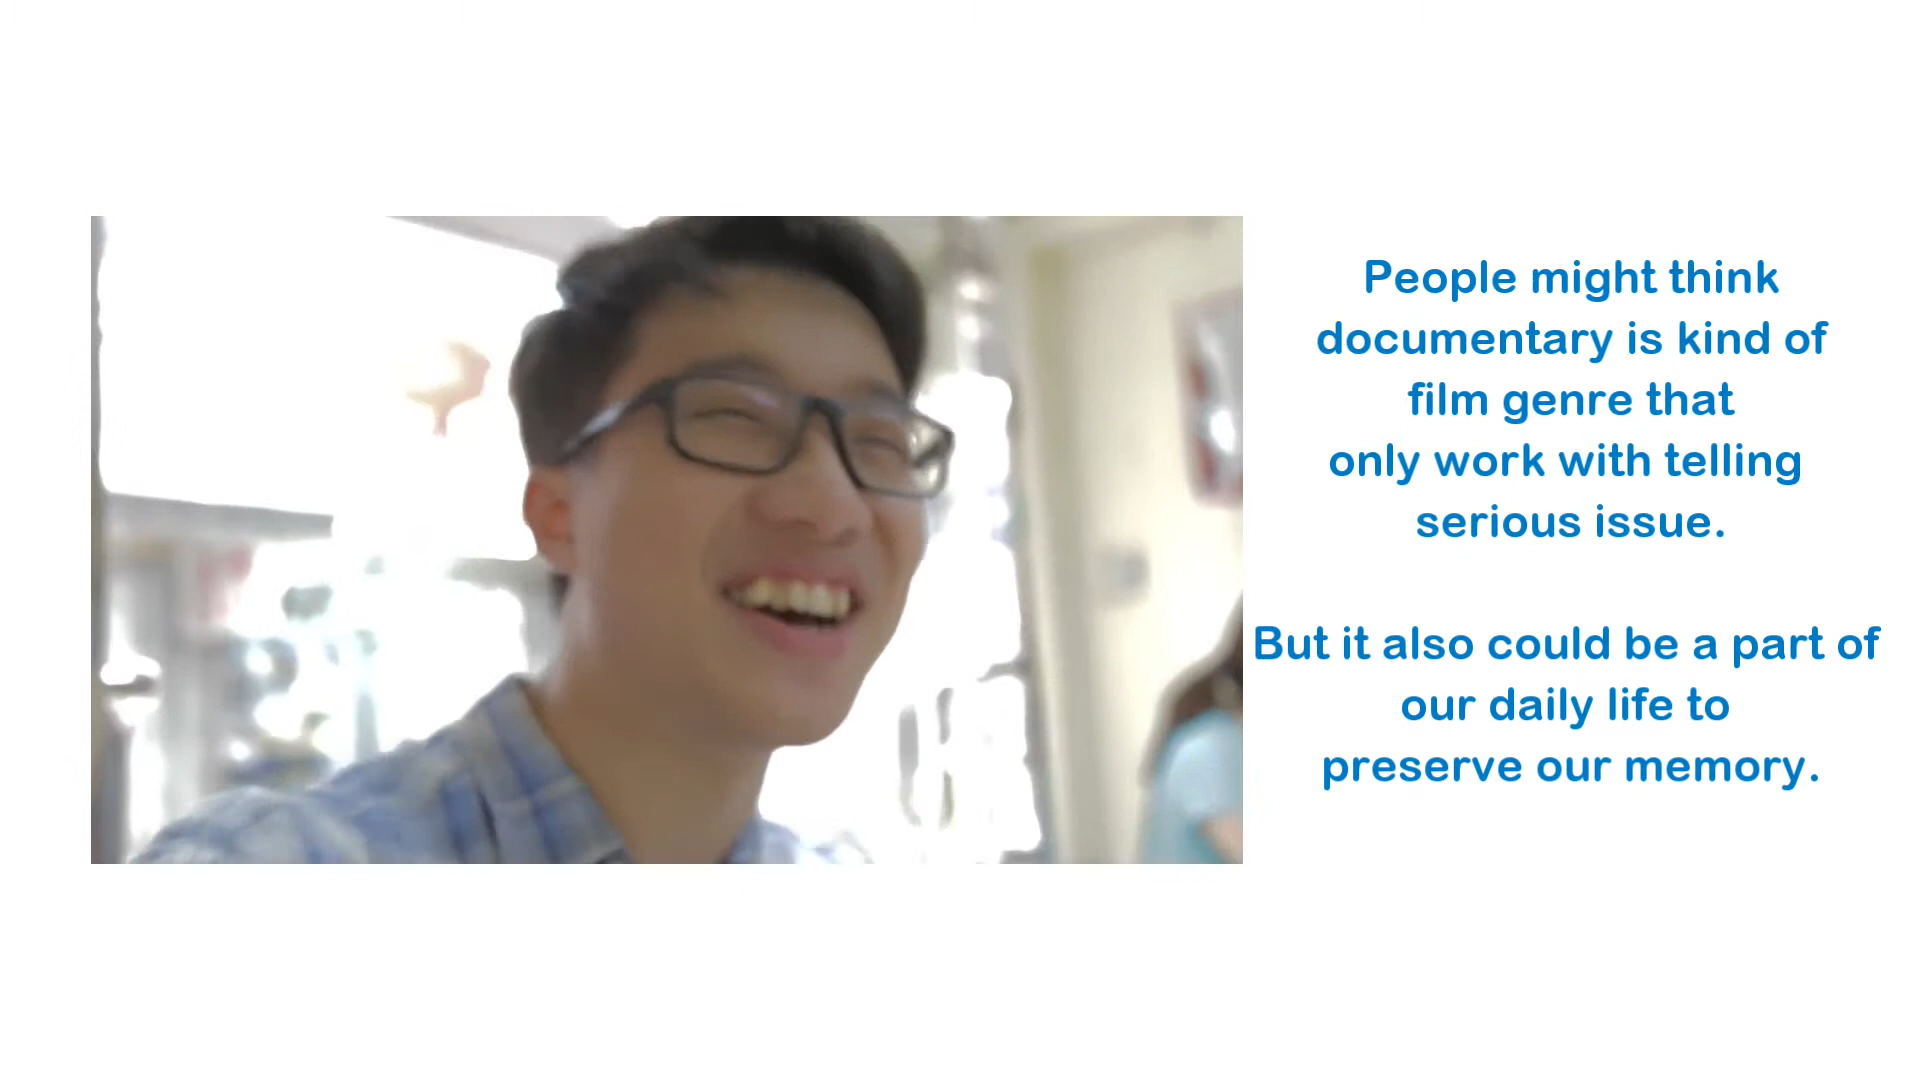 People might think
documentary is kind of
film genre that
only work with telling
serious issue.
But it also could be a part of
our daily life to
preserve our memory.